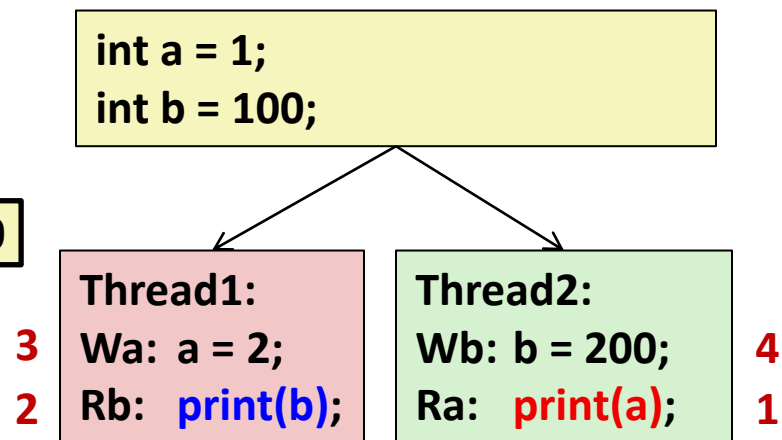 int a = 1;
int b = 100;
Thread1:
3 Wa: a = 2;
2 Rb: print(b);
Thread2:
Wb: b = 200; 4
Ra: print(a); 1